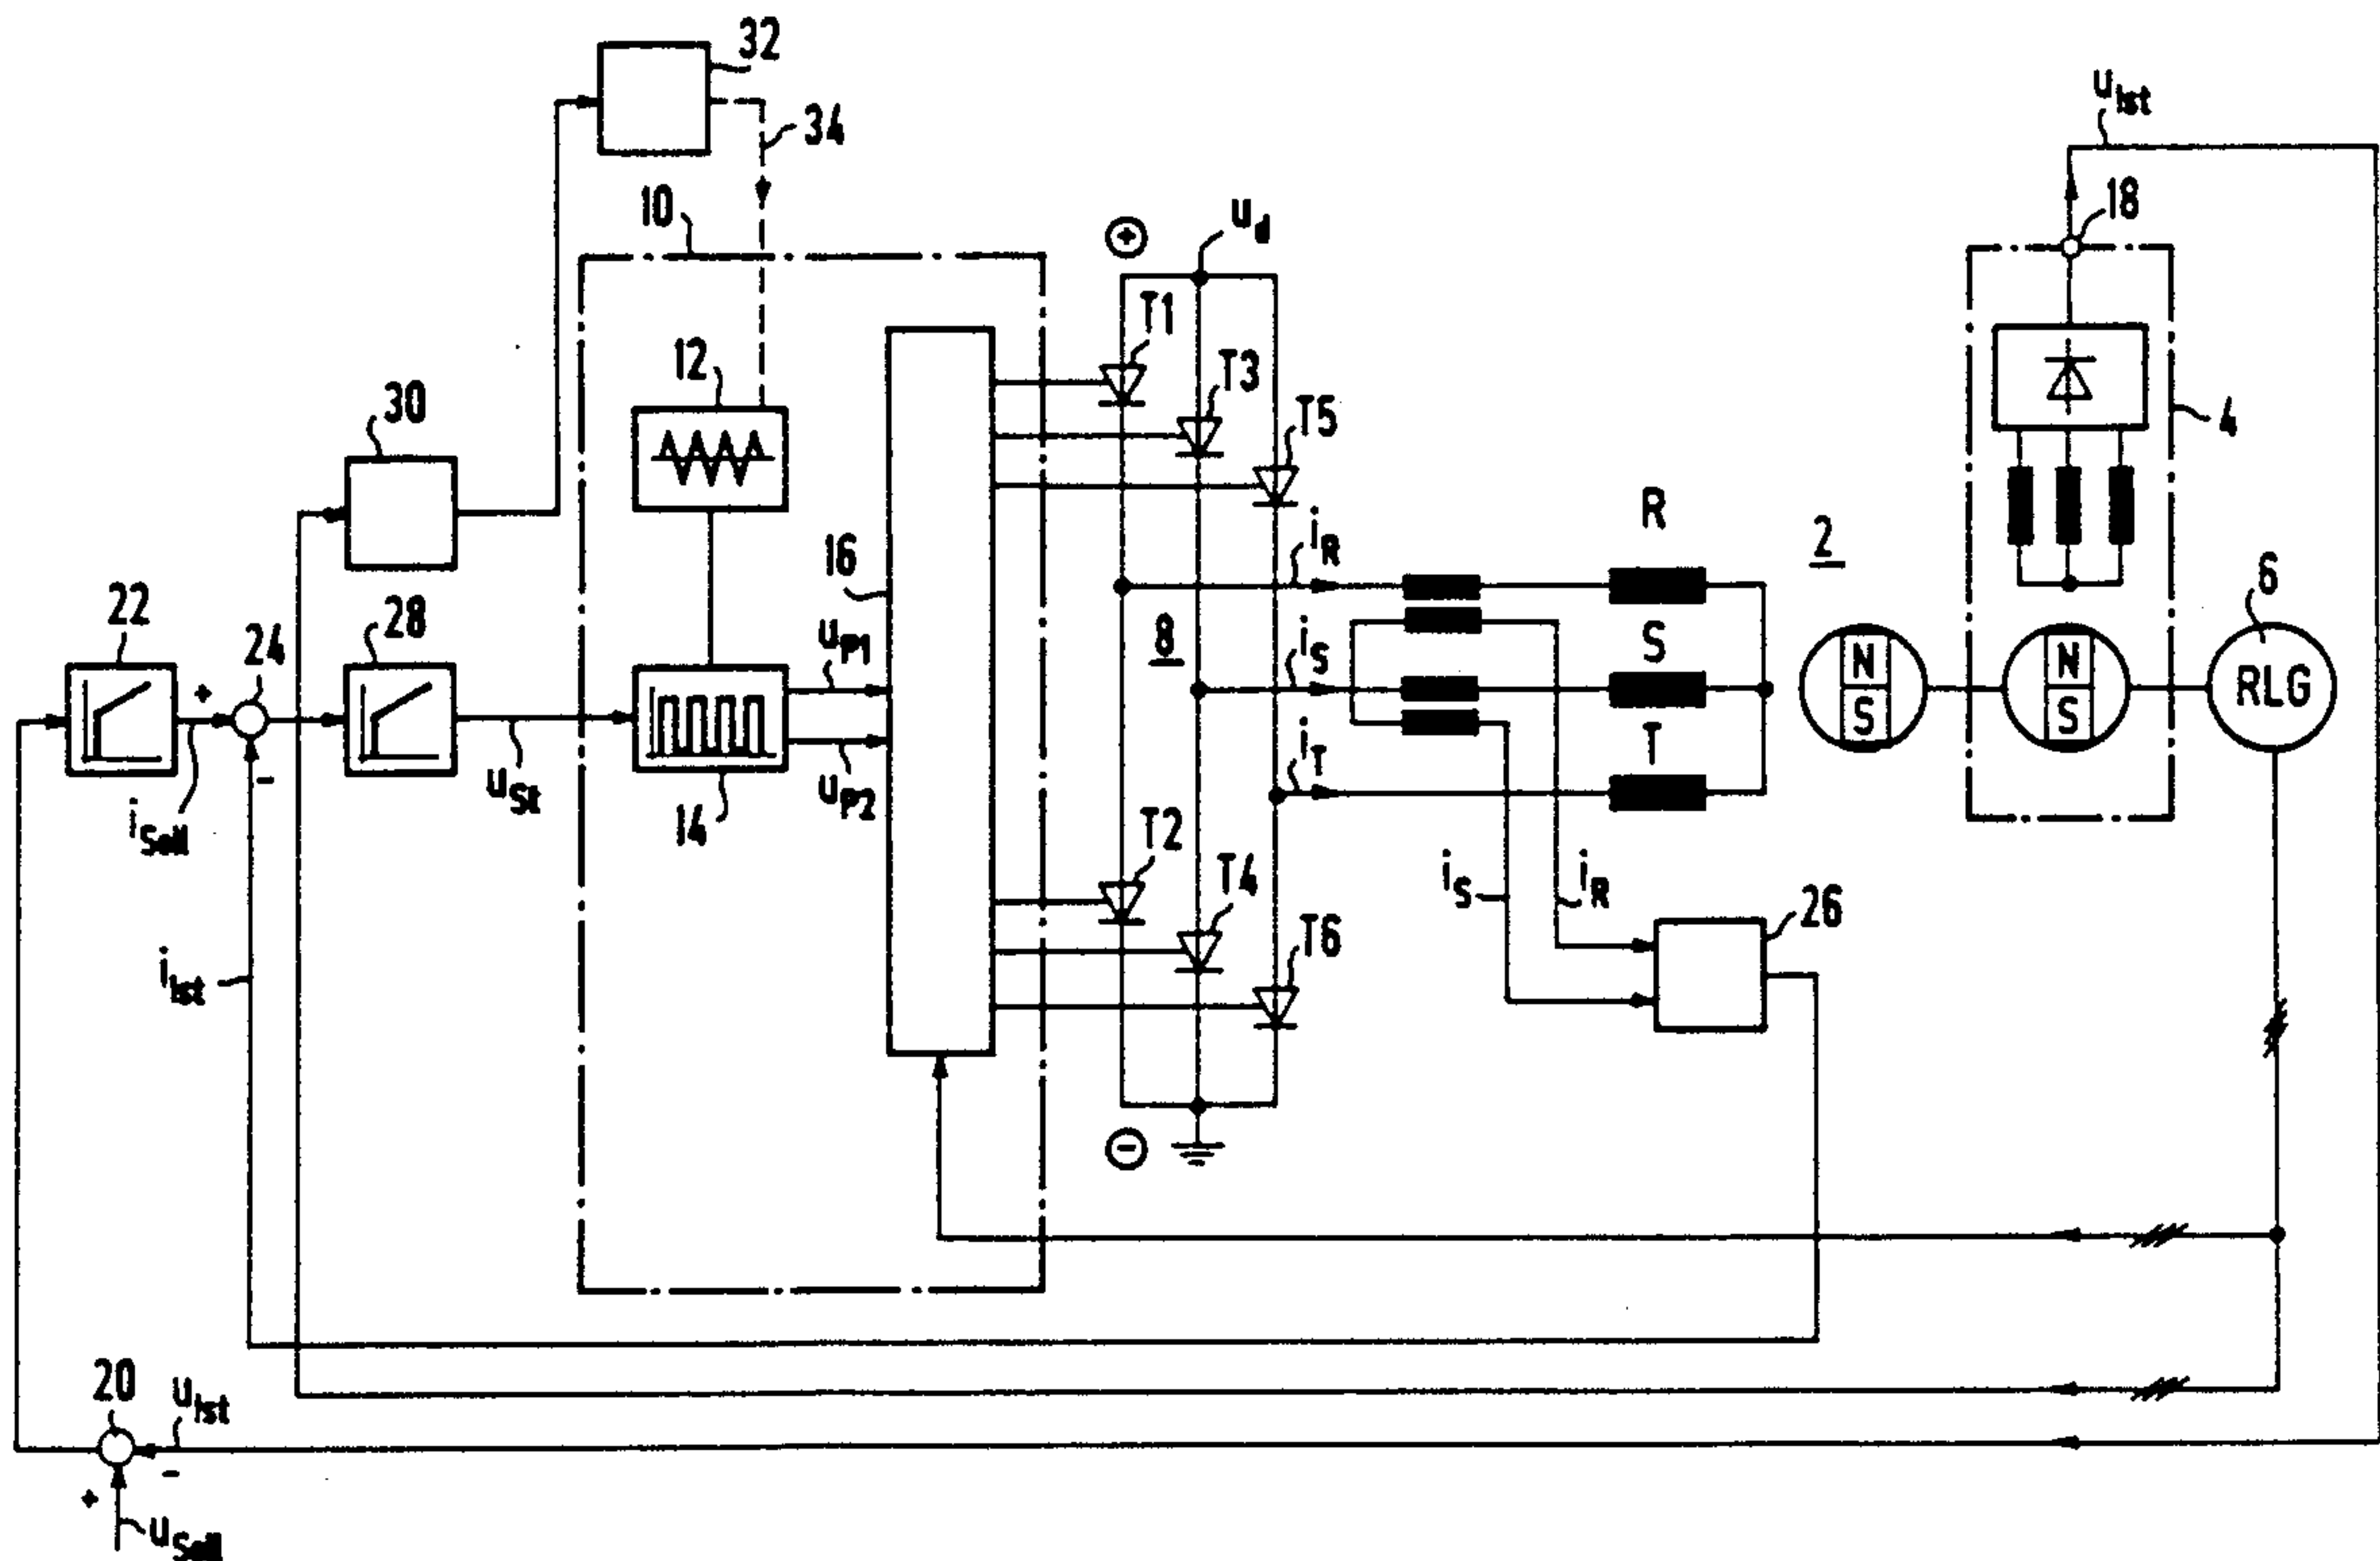 32
u_Ist
34
10
u_d
18
T1
12
T3
30
T5
4
R
2
i_R
16
6
22
28
24
u_P1
8
i_S
S
N
N
RLG
+
S
S
T
i_T
u_St
u_P2
-
i_Soll
14
T2
T4
i_S
i_R
26
T6
i_Ist
+
-
20
u_Ist
-
+
u_Soll